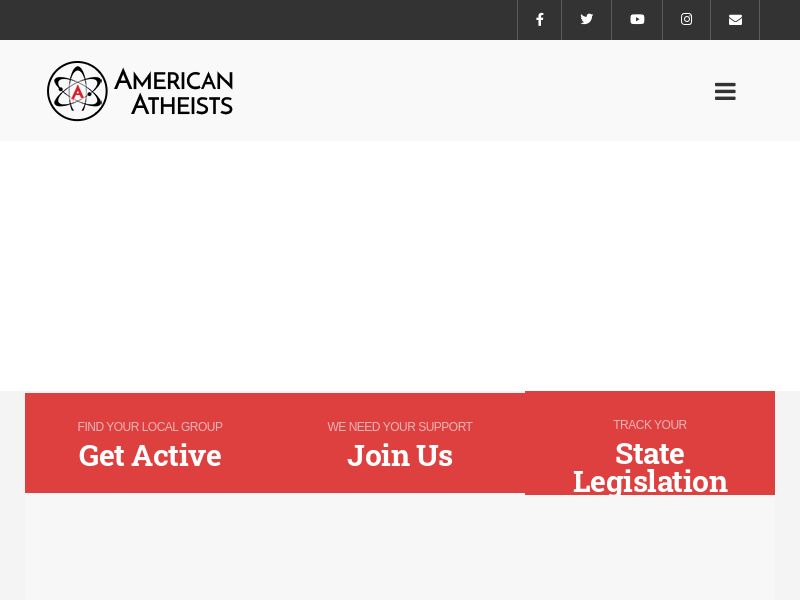 AMERICAN
ATHEISTS
FIND YOUR LOCAL GROUP
Get Active
WE NEED YOUR SUPPORT
Join Us
TRACK YOUR
State
Legislation